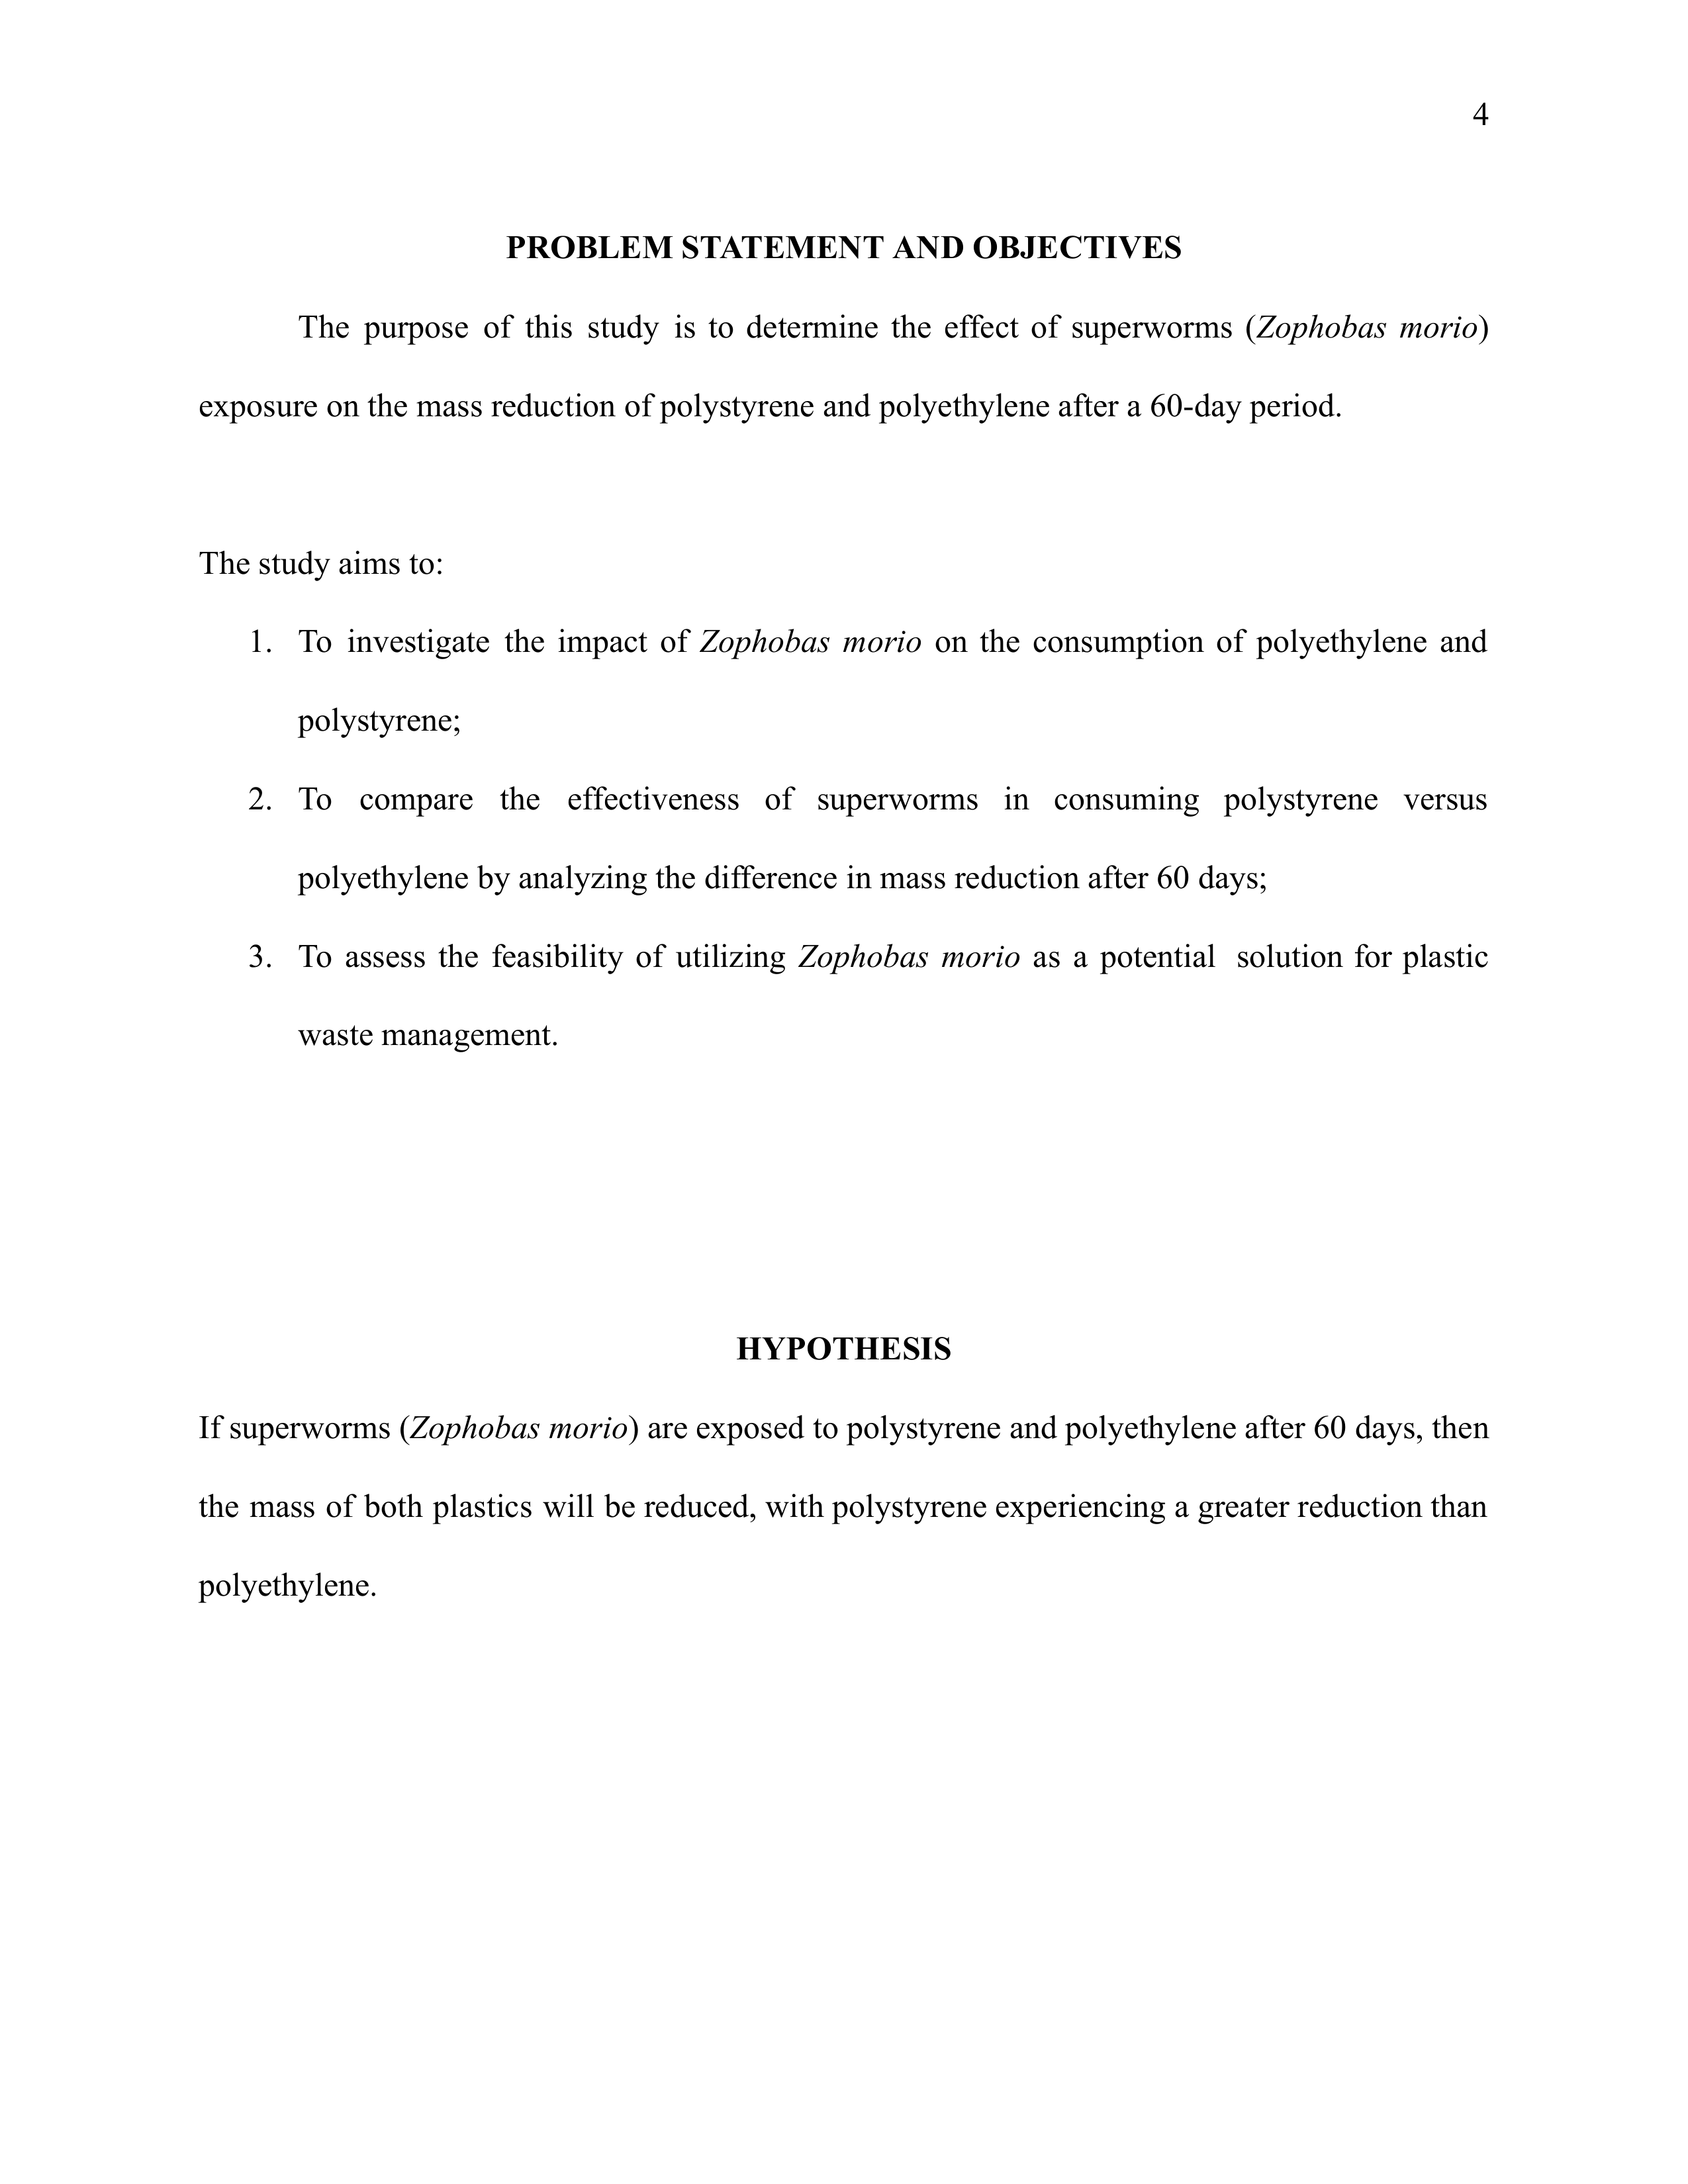 4
PROBLEM STATEMENT AND OBJECTIVES
The purpose of this study is to determine the effect of superworms (Zophobas morio)
exposure on the mass reduction of polystyrene and polyethylene after a 60-day period.
The study aims to:
1. To investigate the impact of Zophobas morio on the consumption of polyethylene and
polystyrene;
2. To compare the effectiveness of superworms in consuming polystyrene versus
polyethylene by analyzing the difference in mass reduction after 60 days;
3. To assess the feasibility of utilizing Zophobas morio as a potential solution for plastic
waste management.
HYPOTHESIS
If superworms (Zophobas morio) are exposed to polystyrene and polyethylene after 60 days, then
the mass of both plastics will be reduced, with polystyrene experiencing a greater reduction than
polyethylene.